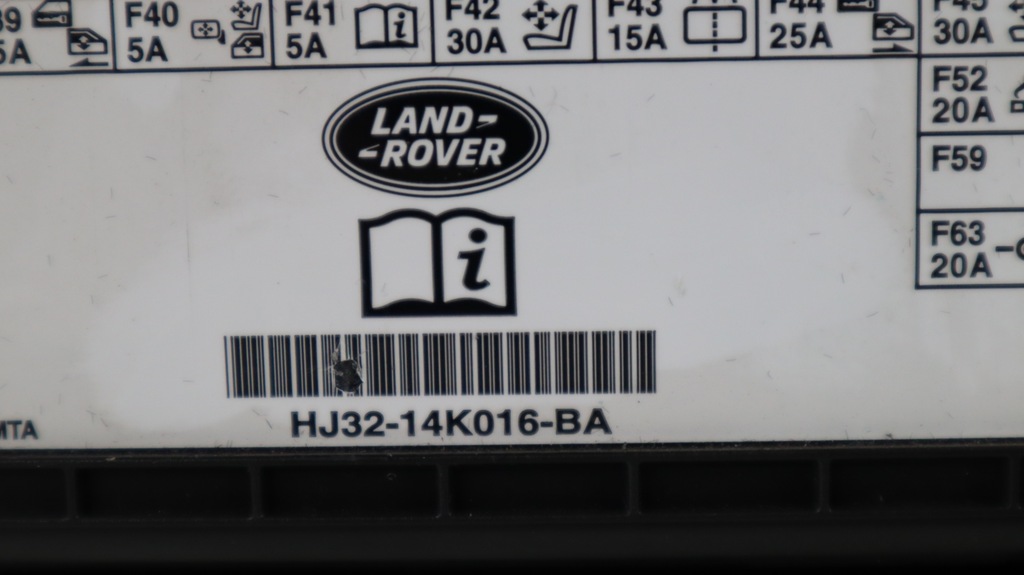 F40
5A
F41
5A
i
F42
30A
F43
15A
F44
25A
30A
F52
20A
F59
F63
20A
LAND-
-ROVER
i
HJ32-14K016-BA
MTA